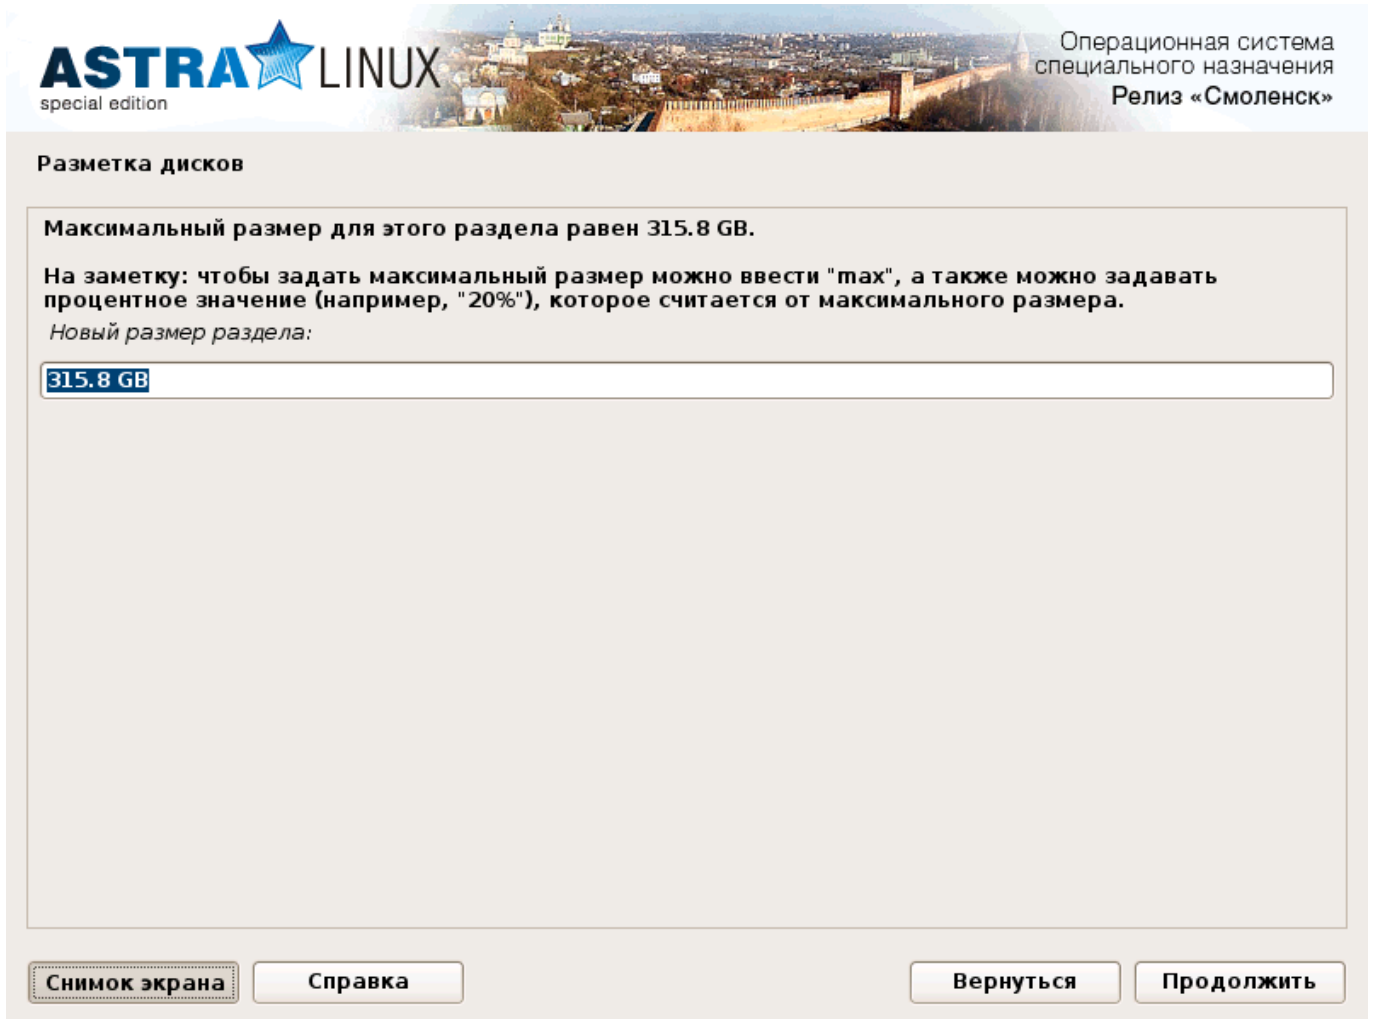 ASTRA LINUX
special edition
Операционная система
специального назначения
Релиз «Смоленск»
Разметка дисков
Максимальный размер для этого раздела равен 315.8 GB.
На заметку: чтобы задать максимальный размер можно ввести "max", а также можно задавать
процентное значение (например, "20%"), которое считается от максимального размера.
Новый размер раздела:
315.8 GB
Снимок экрана
Справка
Вернуться
Продолжить